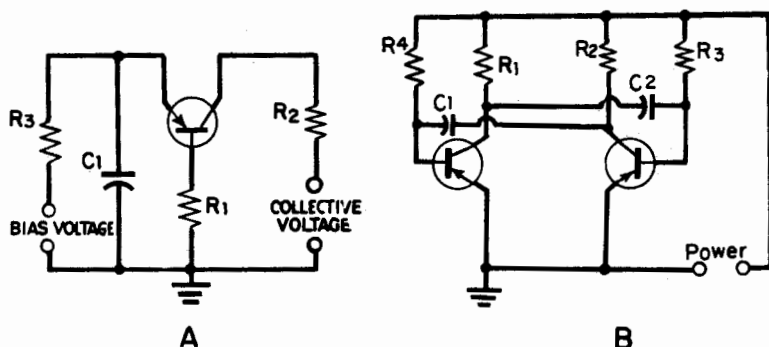 R3
C1
BIAS VOLTAGE
R1
R2
COLLECTIVE
VOLTAGE
A
R4
R1
R2
R3
C1
C2
Power
B